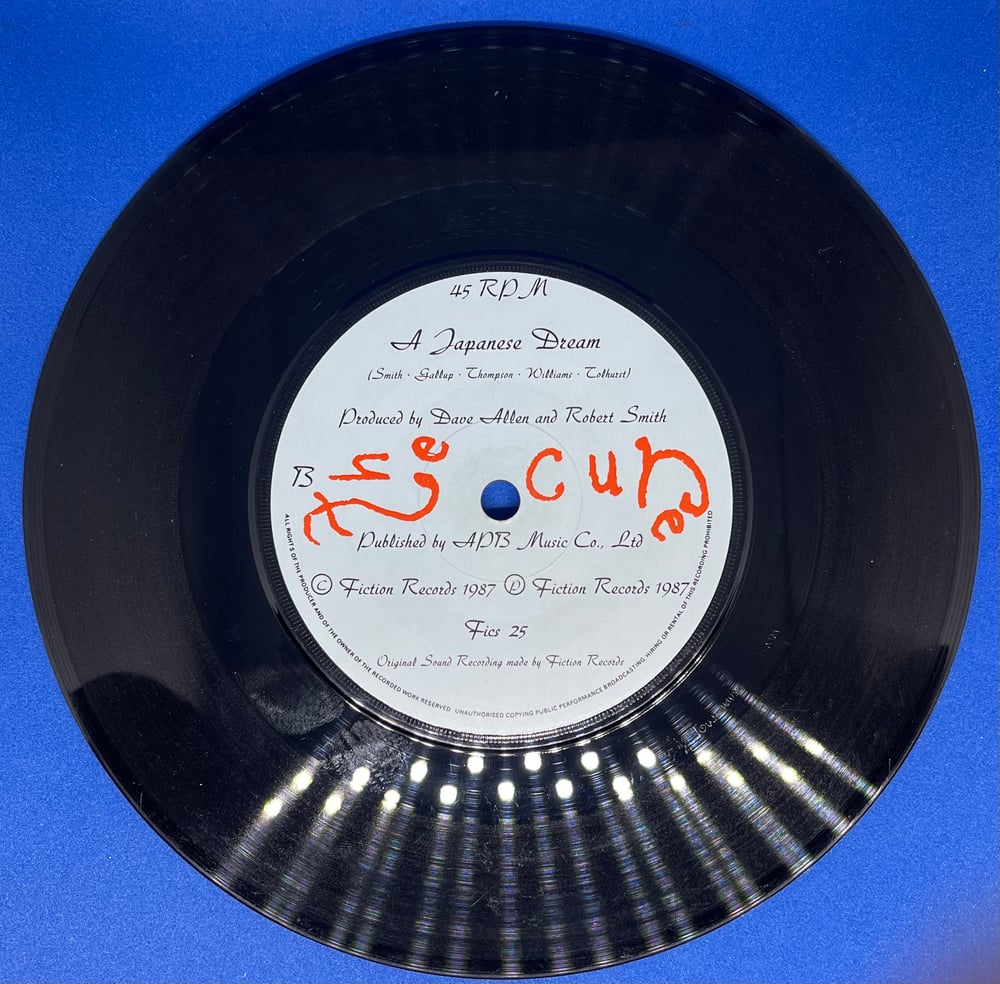 45 RPM
A Japanese Dream
(Smith · Gallup · Thompson · Williams · Tolhurst)
Produced by Dave Allen and Robert Smith
the cure
B
Published by APB Music Co., Ltd
© Fiction Records 1987 ℗ Fiction Records 1987
Fics 25
Original Sound Recording made by Fiction Records
ALL RIGHTS OF THE PRODUCER AND OF THE OWNER OF THE RECORDED WORK RESERVED UNAUTHORISED COPYING PUBLIC PERFORMANCE BROADCASTING HIRING OR RENTAL OF THIS RECORDING PROHIBITED